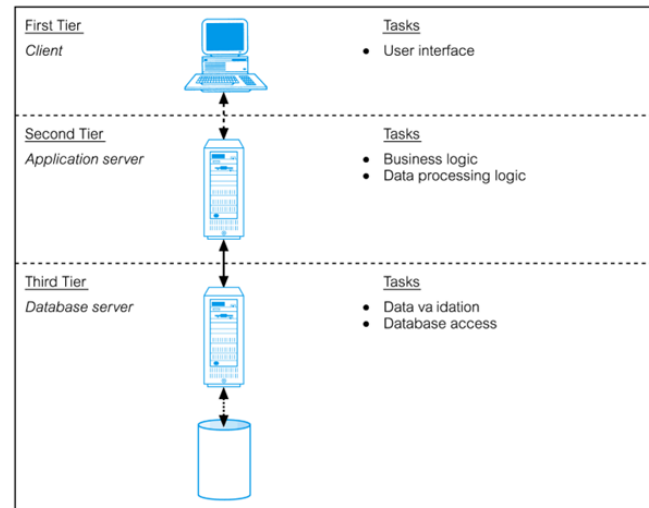 First Tier
Tasks
Client
● User interface
Second Tier
Tasks
Application server
● Business logic
● Data processing logic
Third Tier
Tasks
Database server
● Data va idation
● Database access